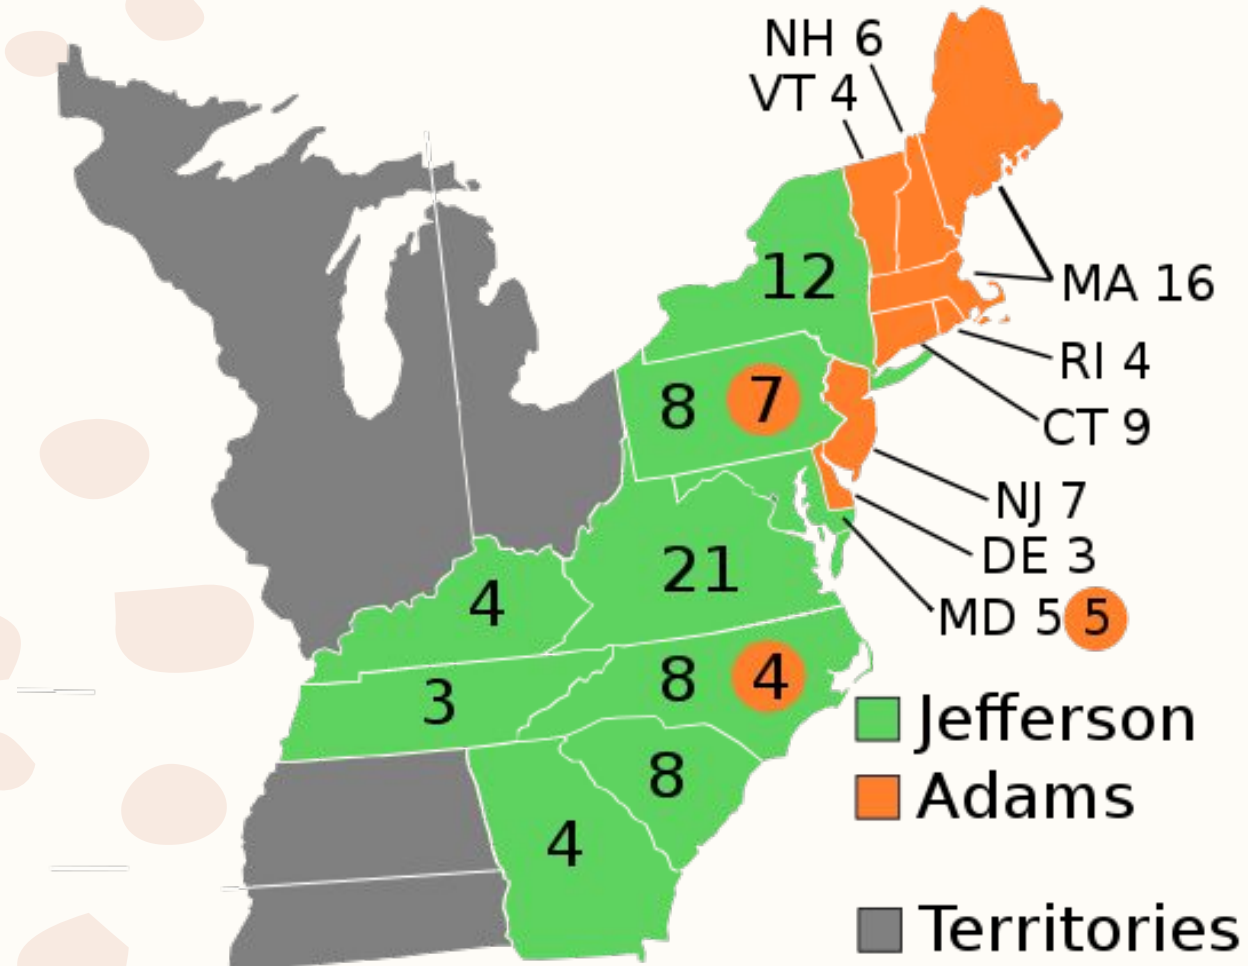 NH 6
VT 4
12
MA 16
RI 4
8 7
CT 9
NJ 7
DE 3
21
4
MD 5 5
8 4
3
Jefferson
8
Adams
4
Territories